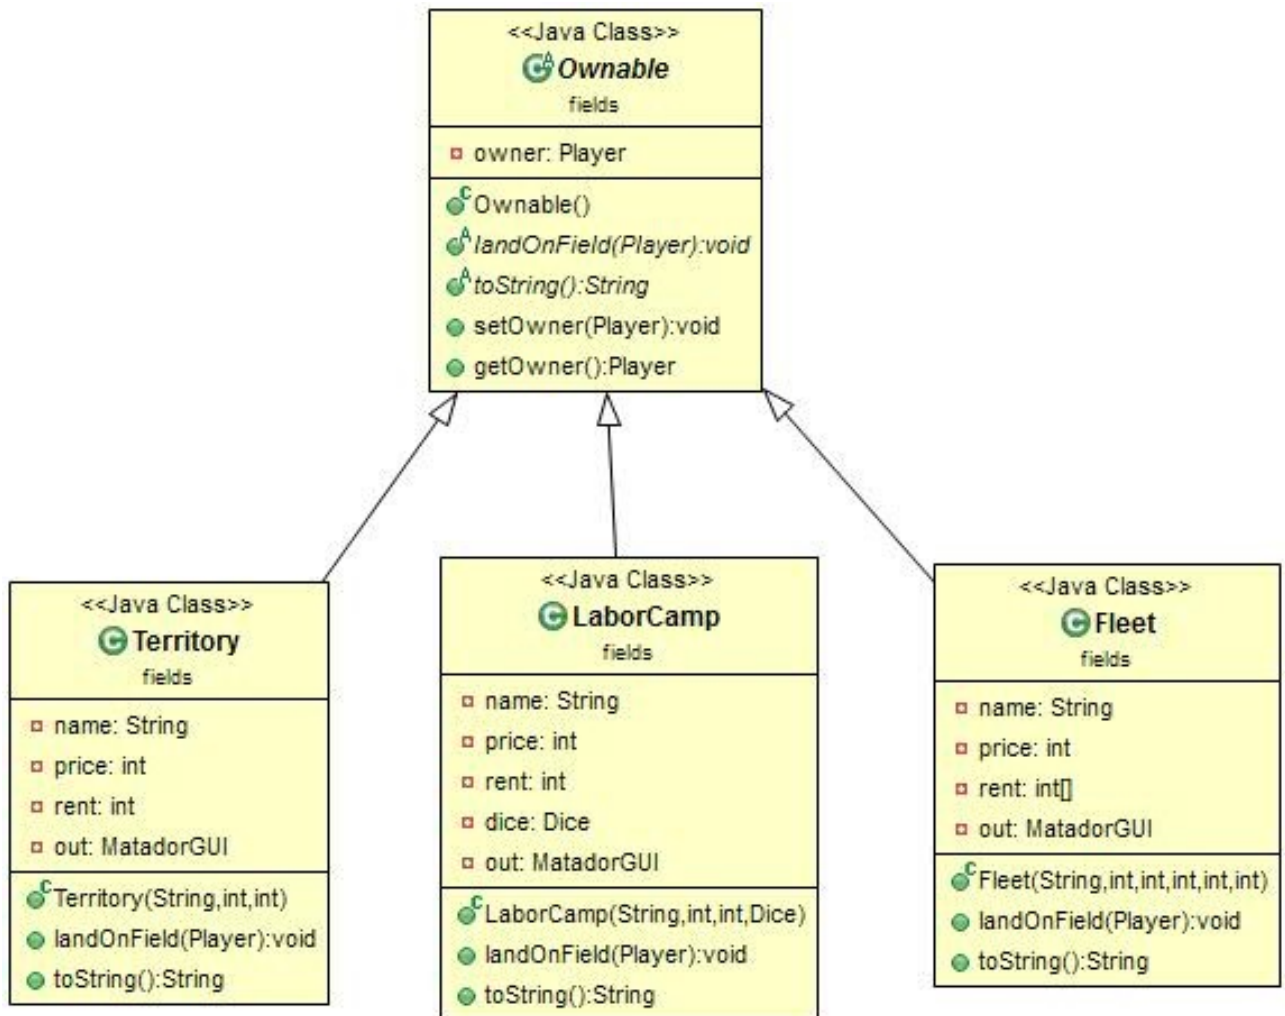 <<Java Class>>
Ownable
fields
owner: Player
Ownable()
landOnField(Player):void
toString():String
setOwner(Player):void
getOwner():Player
<<Java Class>>
Territory
fields
name: String
price: int
rent: int
out: MatadorGUI
Territory(String,int,int)
landOnField(Player):void
toString():String
<<Java Class>>
LaborCamp
fields
name: String
price: int
rent: int
dice: Dice
out: MatadorGUI
LaborCamp(String,int,int,Dice)
landOnField(Player):void
toString():String
<<Java Class>>
Fleet
fields
name: String
price: int
rent: int[]
out: MatadorGUI
Fleet(String,int,int,int,int,int)
landOnField(Player):void
toString():String